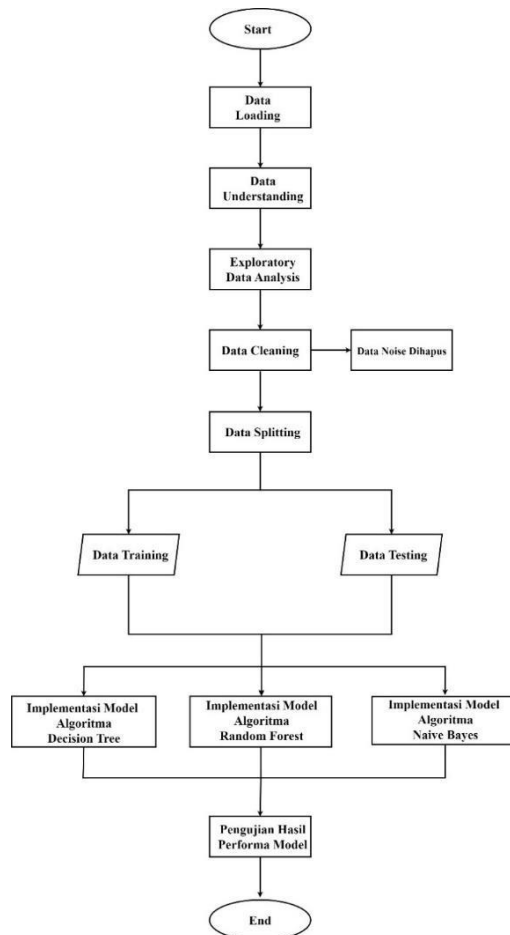 Start
Data
Loading
Data
Understanding
Exploratory
Data Analysis
Data Cleaning
Data Noise Dihapus
Data Splitting
Data Training
Data Testing
Implementasi Model
Algoritma
Decision Tree
Implementasi Model
Algoritma
Random Forest
Implementasi Model
Algoritma
Naive Bayes
Pengujian Hasil
Performa Model
End